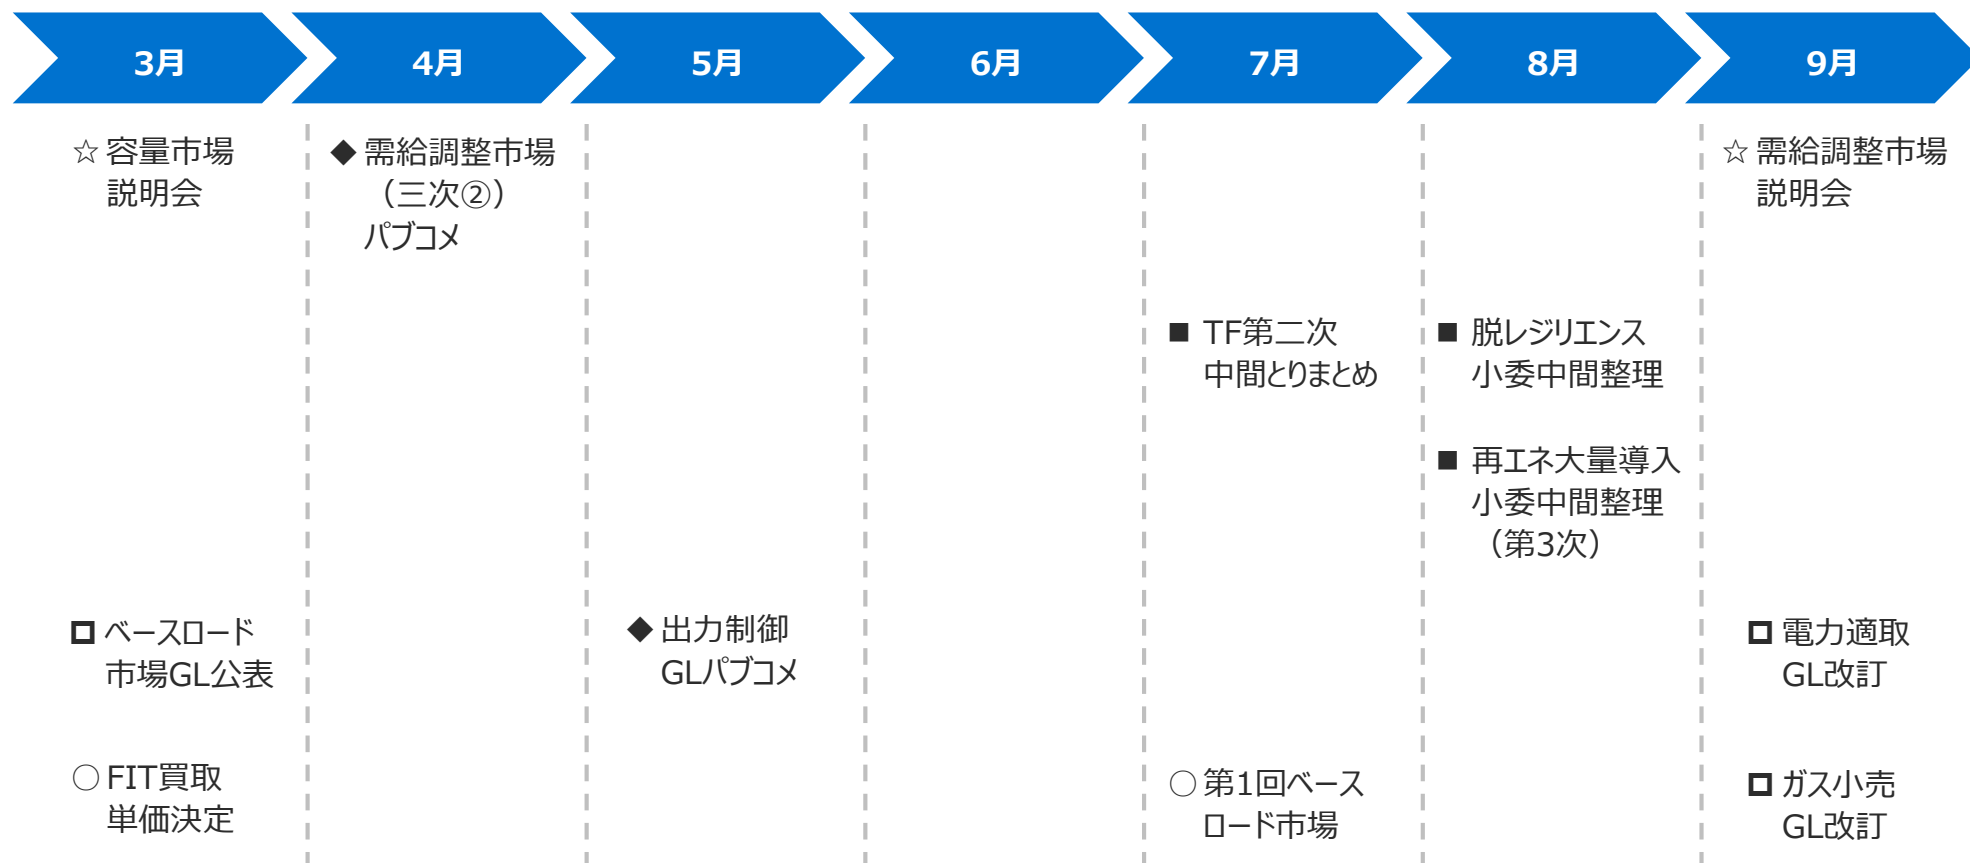 3月
4月
5月
6月
7月
8月
9月
☆ 容量市場
説明会
◆ 需給調整市場
（三次②）
パブコメ
☆ 需給調整市場
説明会
■ TF第二次
中間とりまとめ
■ 脱レジリエンス
小委中間整理
■ 再エネ大量導入
小委中間整理
（第3次）
◘ ベースロード
市場GL公表
◆ 出力制御
GLパブコメ
◘ 電力適取
GL改訂
○ FIT買取
単価決定
○ 第1回ベース
ロード市場
◘ ガス小売
GL改訂